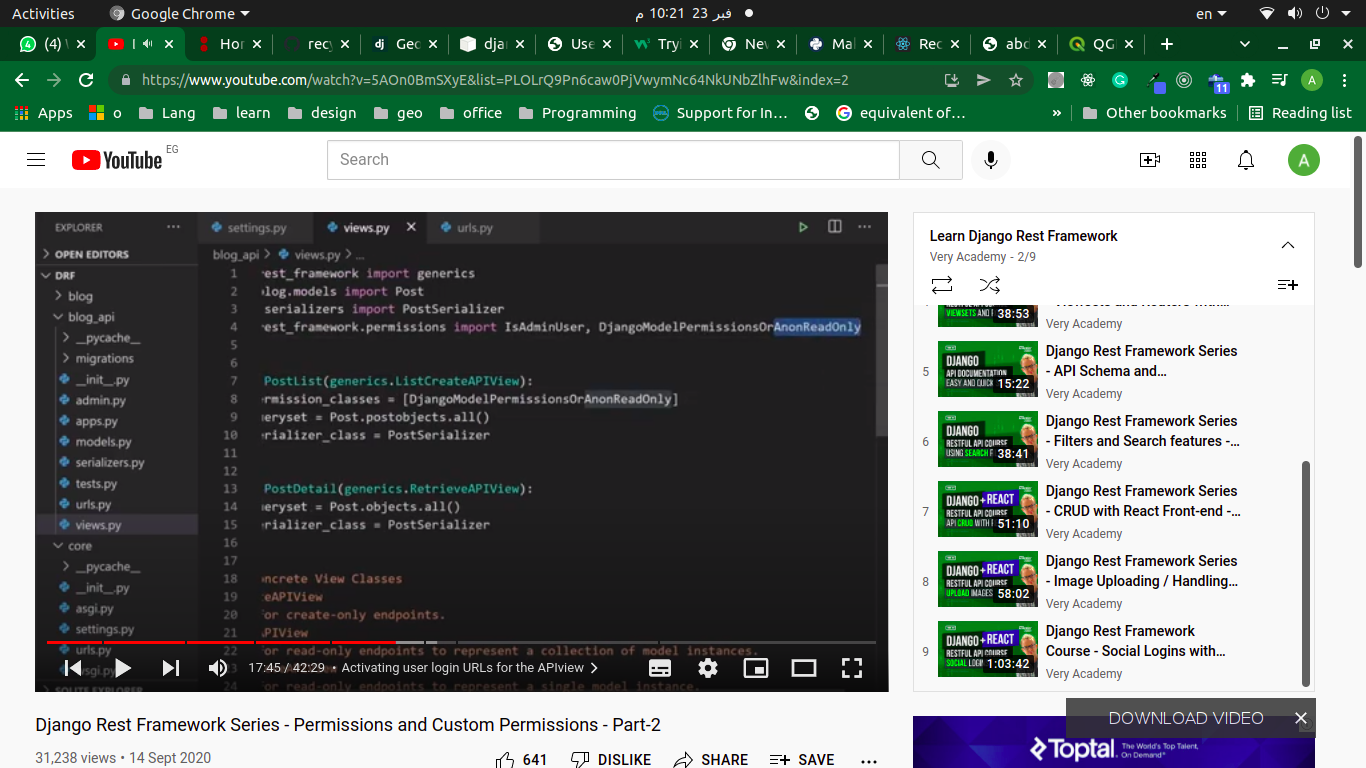 Activities Google Chrome en
م 10:21 23 فبر
(4) W
Hor
recy
Geo
djan
Use
Tryi
Nev
Mal
Rec
abd
QGI
https://www.youtube.com/watch?v=5AOn0BmSXyE&list=PLOLrQ9Pn6caw0PjVwymNc64NkUNbZlhFw&index=2
11
A
Apps o Lang learn design geo office Programming Support for In… equivalent of… » Other bookmarks Reading list
YouTube EG
Search
A
EXPLORER
OPEN EDITORS
DRF
blog
blog_api
__pycache__
migrations
__init__.py
admin.py
apps.py
models.py
serializers.py
tests.py
urls.py
views.py
core
__pycache__
__init__.py
asgi.py
settings.py
urls.py
wsgi.py
SQLITE EXPLORER
settings.py views.py urls.py
blog_api > views.py > ...
1 rest_framework import generics
2 blog.models import Post
3 serializers import PostSerializer
4 rest_framework.permissions import IsAdminUser, DjangoModelPermissionsOrAnonReadOnly
5
6
7 PostList(generics.ListCreateAPIView):
8 ermission_classes = [DjangoModelPermissionsOrAnonReadOnly]
9 ueryset = Post.postobjects.all()
10 erializer_class = PostSerializer
11
12
13 PostDetail(generics.RetrieveAPIView):
14 ueryset = Post.objects.all()
15 erializer_class = PostSerializer
16
17
18 oncrete View Classes
19 teAPIView
20 or create-only endpoints.
21 APIView
22 or read-only endpoints to represent a collection of model instances.
24 or read-only endpoints to represent a single model instance.
17:45 / 42:29 • Activating user login URLs for the APIview
Django Rest Framework Series - Permissions and Custom Permissions - Part-2
31,238 views • 14 Sept 2020
641 DISLIKE SHARE SAVE
Learn Django Rest Framework
Very Academy - 2/9
VIEWSETS AND
38:53
Very Academy
5
DJANGO
API DOCUMENTATION
EASY AND QUICK
15:22
Django Rest Framework Series
- API Schema and…
Very Academy
6
DJANGO
RESTFUL API COURSE
USING SEARCH
38:41
Django Rest Framework Series
- Filters and Search features -…
Very Academy
7
DJANGO+REACT
RESTFUL API COURSE
API CRUD WITH
51:10
Django Rest Framework Series
- CRUD with React Front-end -…
Very Academy
8
DJANGO+REACT
RESTFUL API COURSE
UPLOAD IMAGES
58:02
Django Rest Framework Series
- Image Uploading / Handling…
Very Academy
9
DJANGO+REACT
RESTFUL API COURSE
SOCIAL LOGIN
1:03:42
Django Rest Framework
Course - Social Logins with…
Very Academy
DOWNLOAD VIDEO
Toptal.
The World's Top Talent,
On Demand